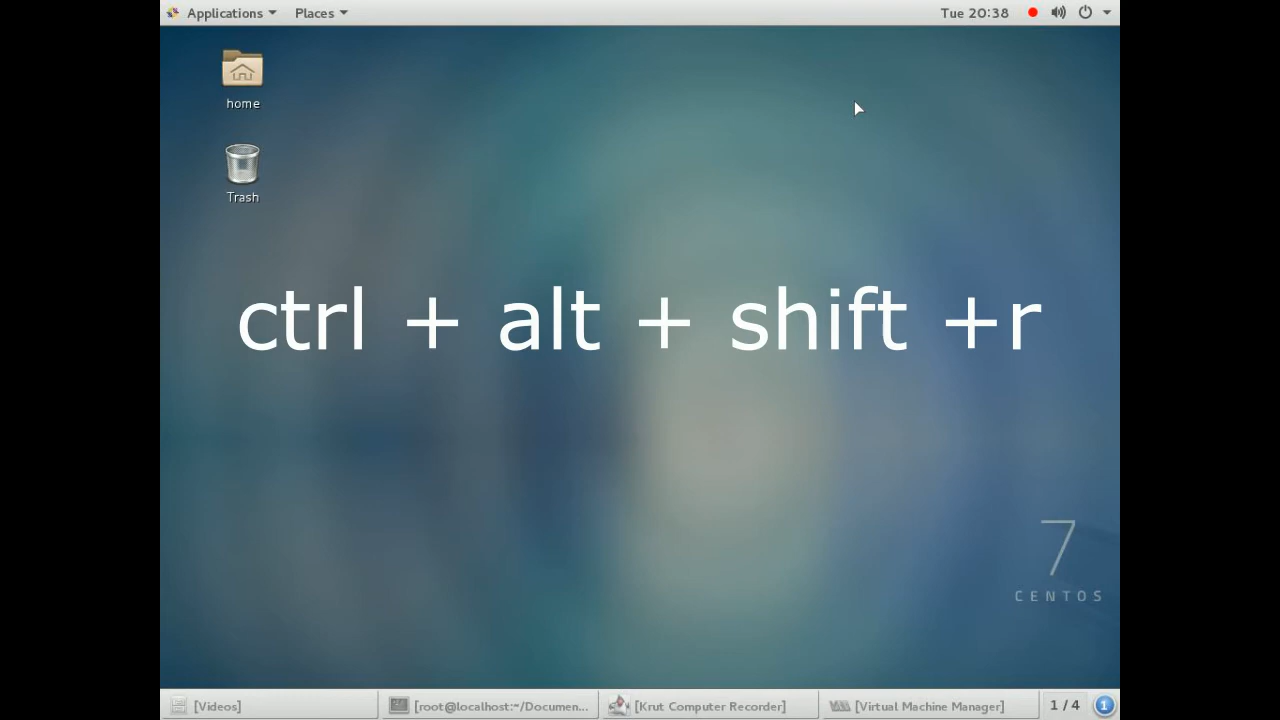 Applications Places Tue 20:38
home
Trash
ctrl + alt + shift +r
7
CENTOS
[Videos] [root@localhost:~/Documen... [Krut Computer Recorder] [Virtual Machine Manager] 1 / 4 1